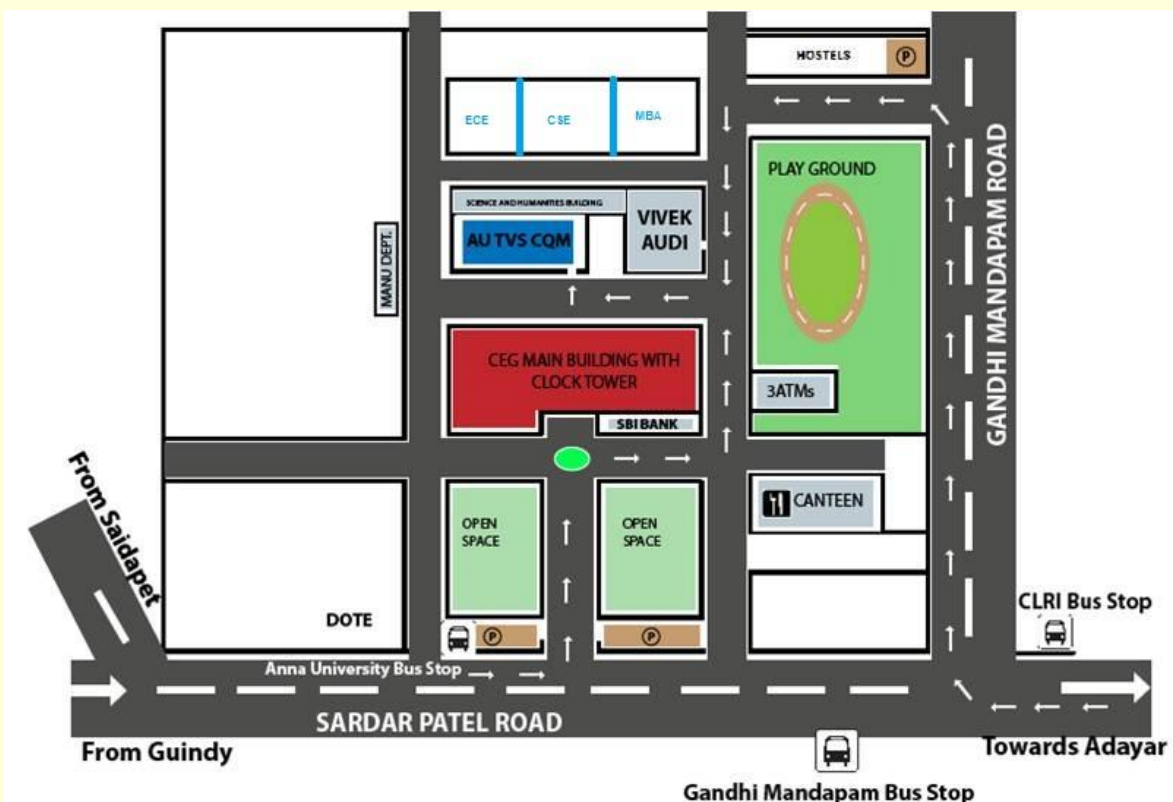 HOSTELS
P
ECE
CSE
MBA
PLAY GROUND
SCIENCE AND HUMANITIES BUILDING
VIVEK
AUDI
AU TVS CQM
MANU DEPT.
GANDHI MANDAPAM ROAD
CEG MAIN BUILDING WITH
CLOCK TOWER
3ATMs
SBI BANK
From Saidapet
CANTEEN
OPEN
SPACE
OPEN
SPACE
DOTE
P
P
CLRI Bus Stop
Anna University Bus Stop
SARDAR PATEL ROAD
From Guindy
Towards Adayar
Gandhi Mandapam Bus Stop